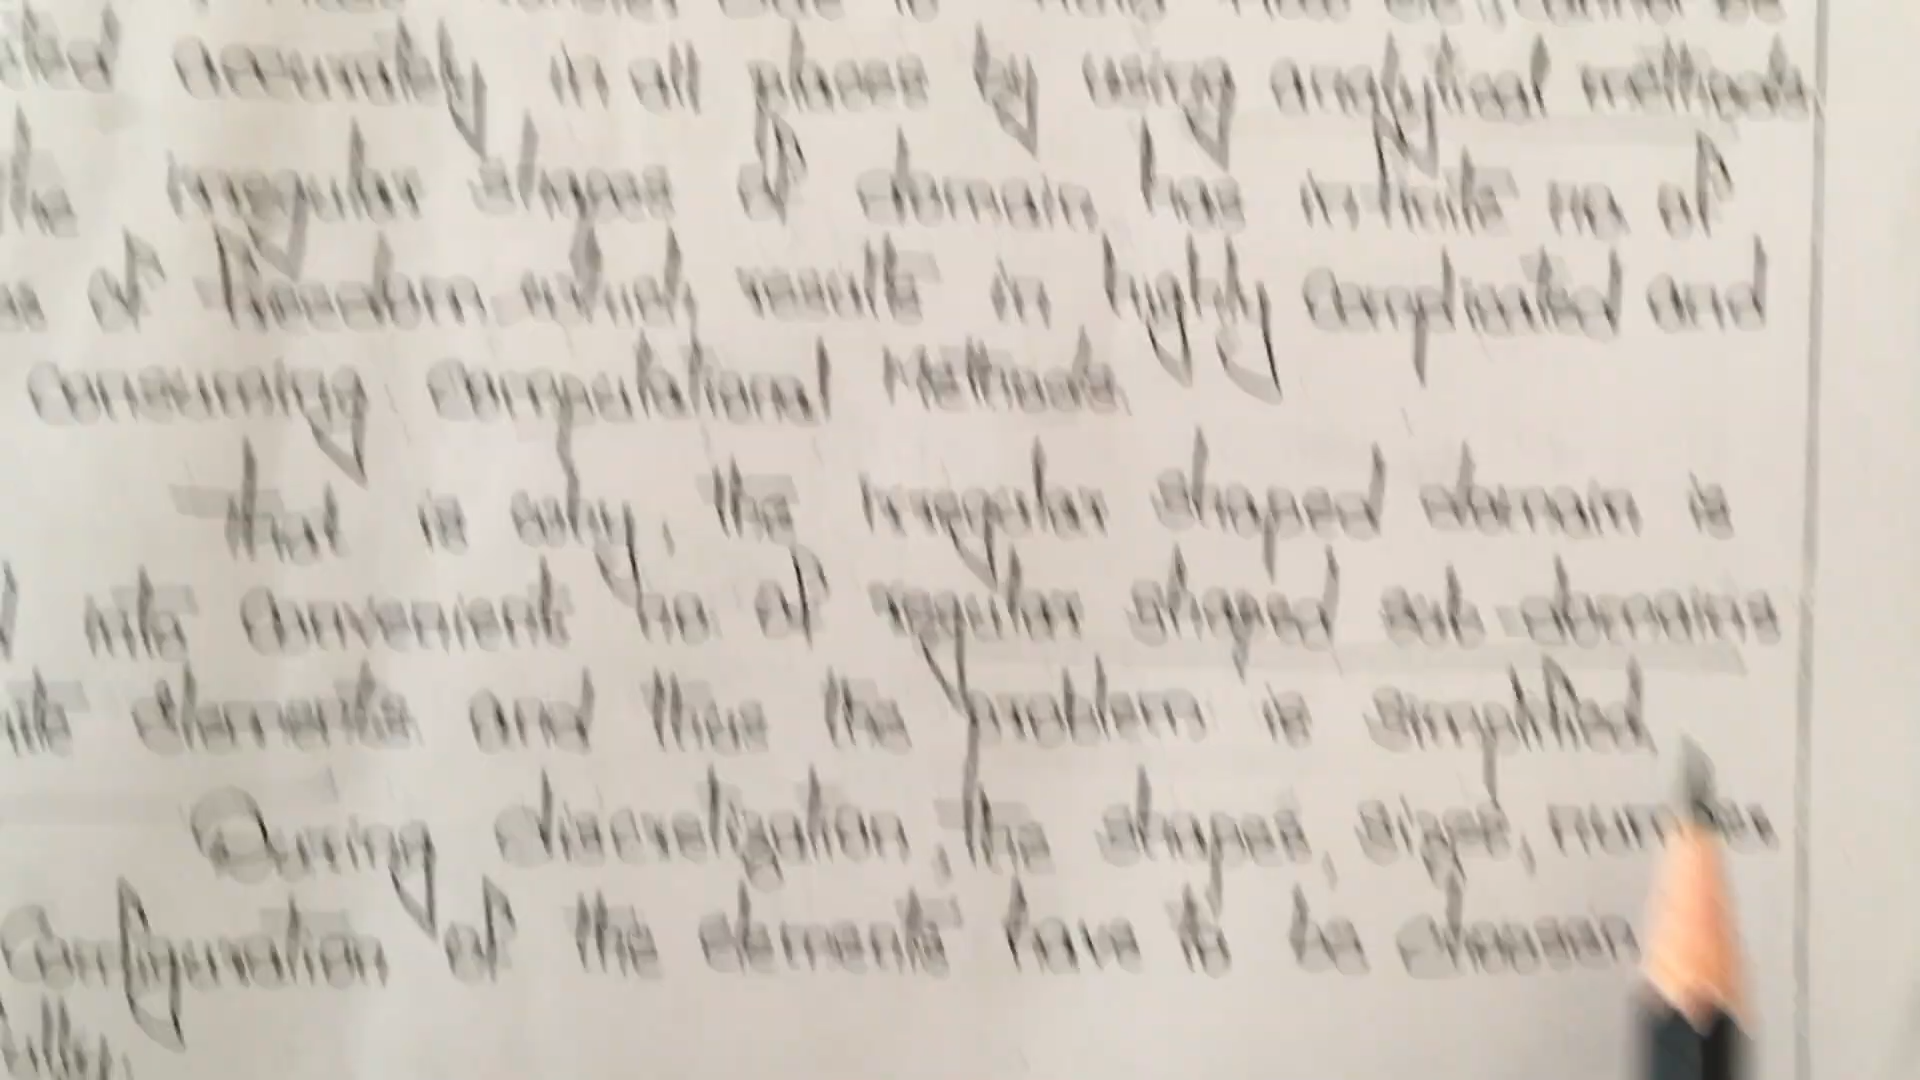 accurately in all places by using analytical methods
the irregular shapes of domain has infinite no. of
of freedom which results in highly complicated and
consuming computational Methods.
that is why, the irregular shaped domain is
into convenient no. of regular shaped sub-domains
elements and thus the problem is simplified.
During discretization, the shapes, sizes, number
Configuration of the elements have to be choosen